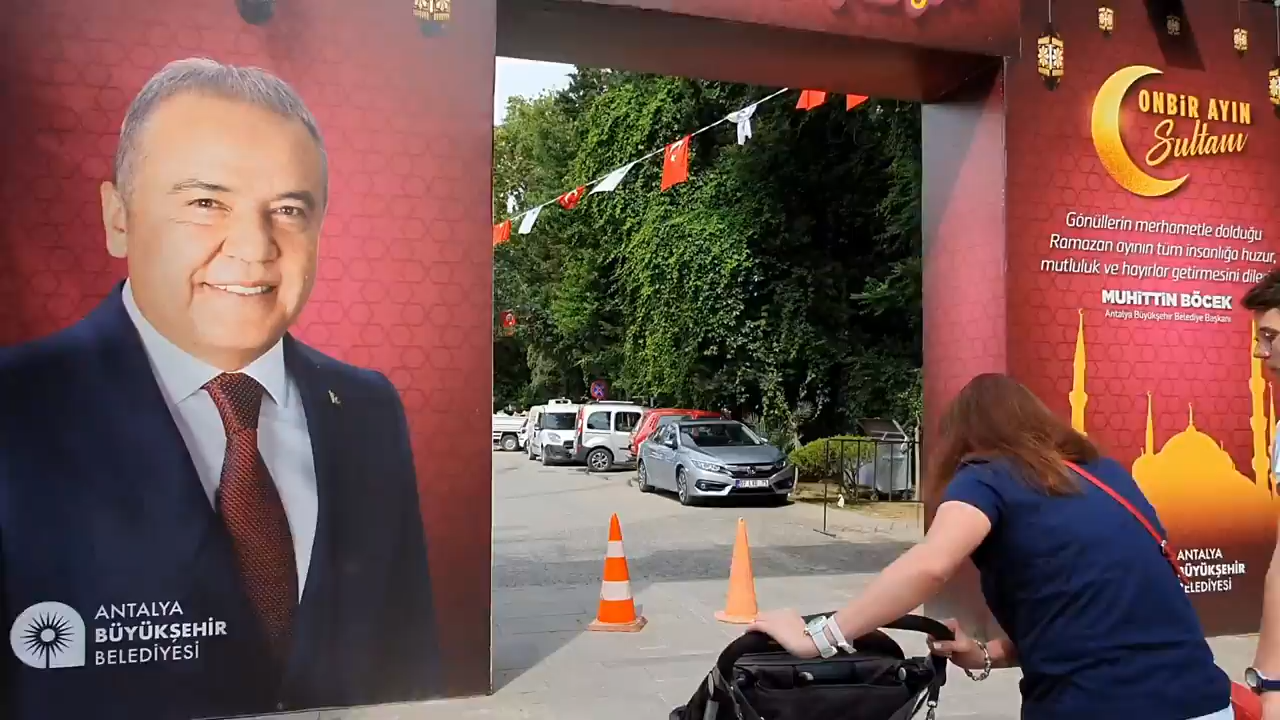 ANTALYA
BÜYÜKŞEHİR
BELEDİYESİ
ONBİR AYIN
Sultanı
Gönüllerin merhametle dolduğu
Ramazan ayının tüm insanlığa huzur,
mutluluk ve hayırlar getirmesini
MUHİTTİN BÖCEK
Antalya Büyükşehir Belediye Başkanı
ANTALYA
BÜYÜKŞEHİR
BELEDİYESİ